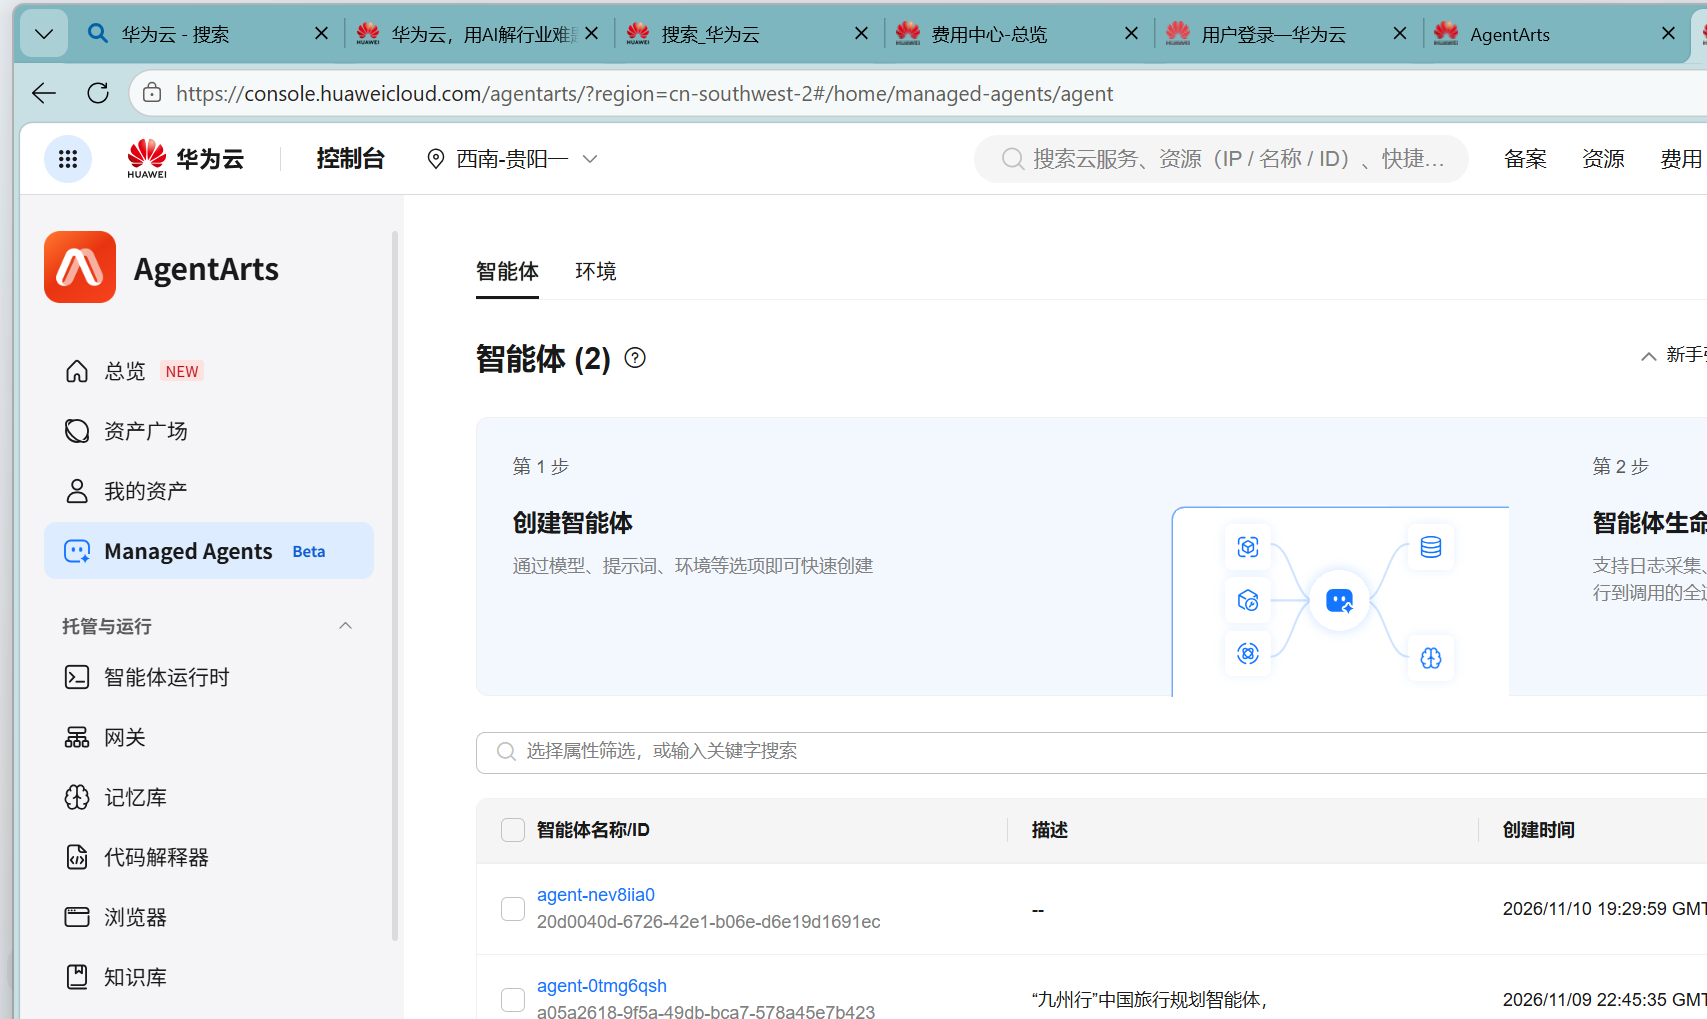 华为云 - 搜索
华为云，用AI解行业难
搜索_华为云
费用中心-总览
用户登录—华为云
AgentArts
https://console.huaweicloud.com/agentarts/?region=cn-southwest-2#/home/managed-agents/agent
HUAWEI
华为云
控制台
西南-贵阳一
搜索云服务、资源（IP / 名称 / ID）、快捷…
备案
资源
费用
AgentArts
总览 NEW
资产广场
我的资产
Managed Agents Beta
托管与运行
智能体运行时
网关
记忆库
代码解释器
浏览器
知识库
智能体
环境
智能体 (2)
新手
第 1 步
创建智能体
通过模型、提示词、环境等选项即可快速创建
第 2 步
智能体生命
支持日志采集、
行到调用的全
选择属性筛选，或输入关键字搜索
智能体名称/ID
描述
创建时间
agent-nev8iia0
20d0040d-6726-42e1-b06e-d6e19d1691ec
--
2026/11/10 19:29:59 GMT
agent-0tmg6qsh
a05a2618-9f5a-49db-bca7-578a45e7b423
“九州行”中国旅行规划智能体，
2026/11/09 22:45:35 GMT